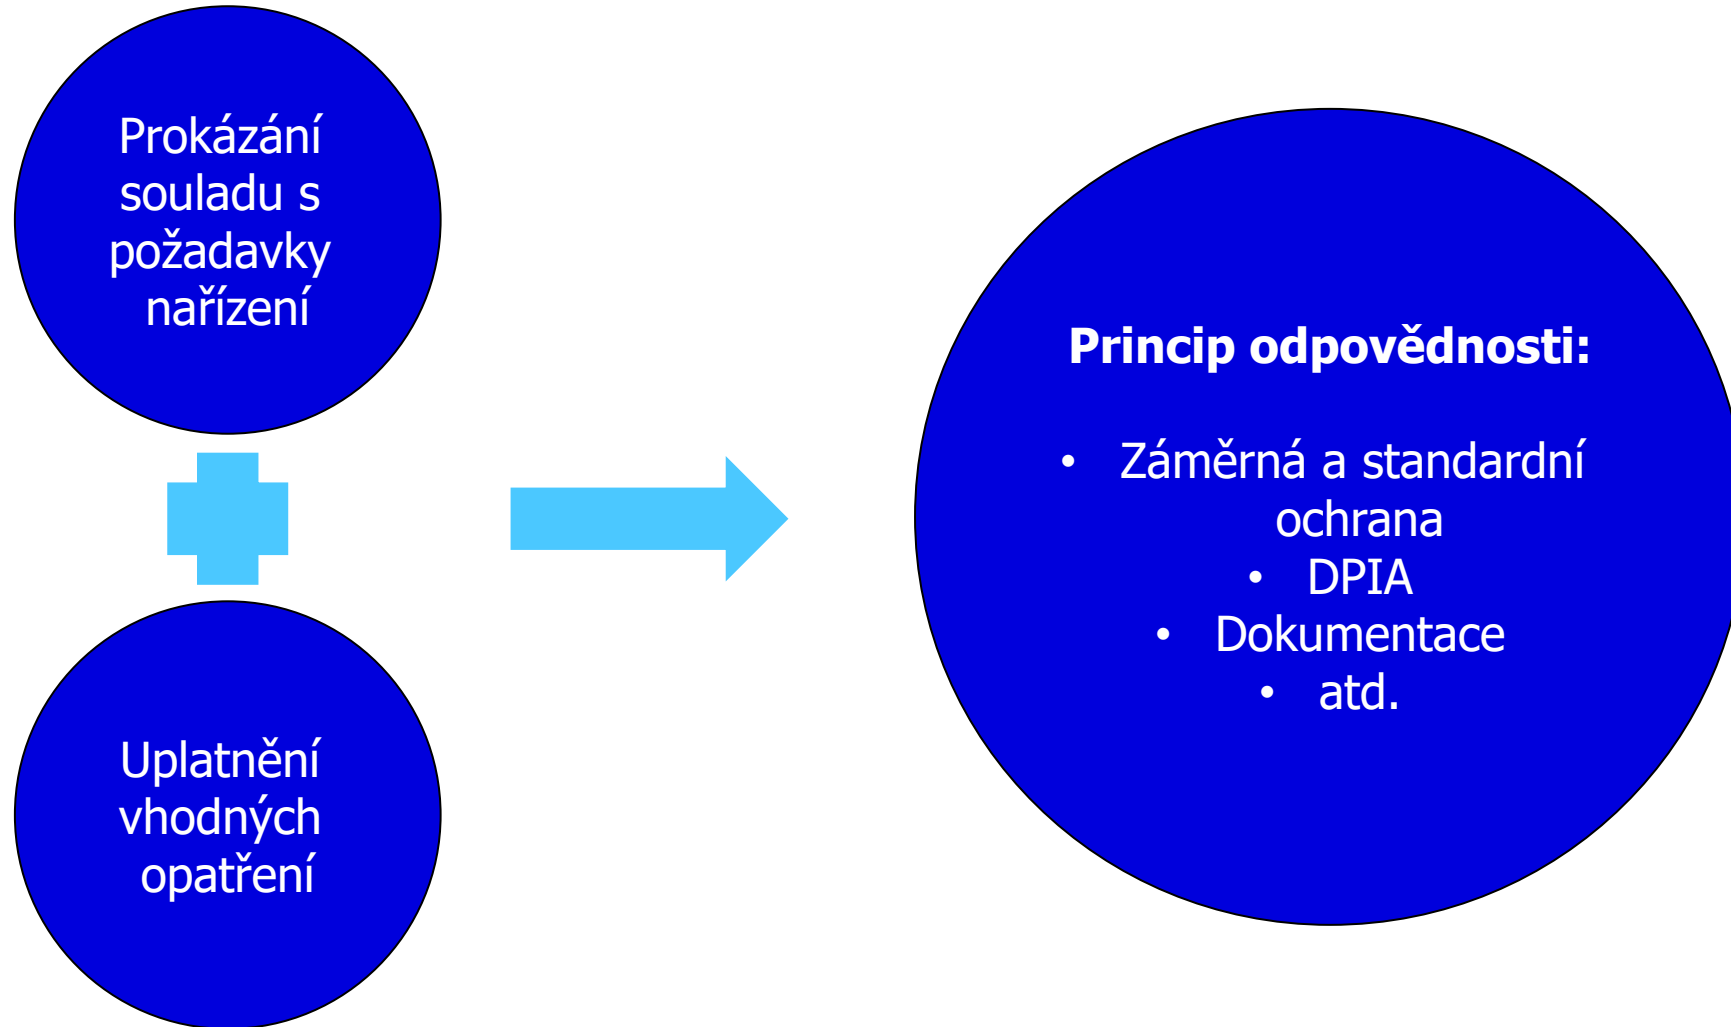 Prokázání
souladu s
požadavky
nařízení
Uplatnění
vhodných
opatření
Princip odpovědnosti:
• Záměrná a standardní
ochrana
• DPIA
• Dokumentace
• atd.